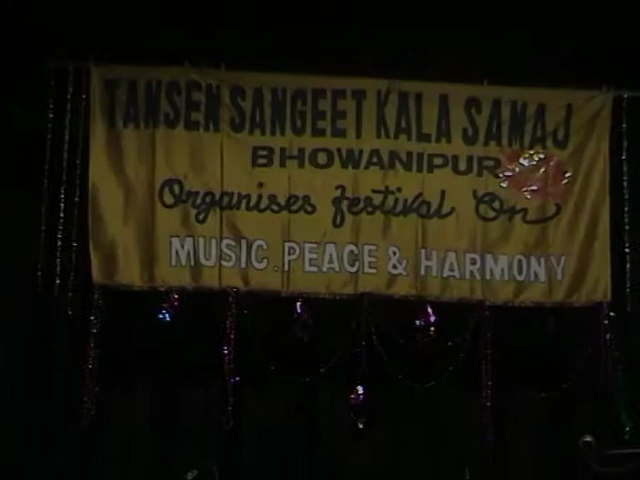 TANSEN SANGEET KALA SAMAJ
BHOWANIPUR
Organises festival On
MUSIC. PEACE & HARMONY